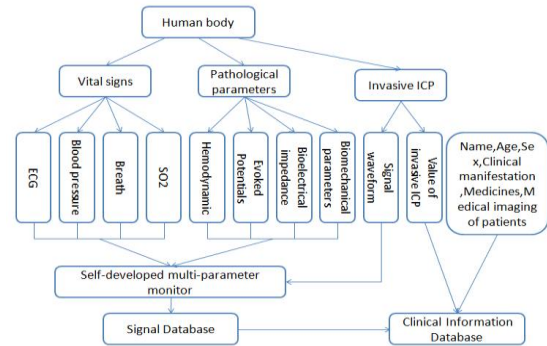 Human body
Vital signs
Pathological
parameters
Invasive ICP
ECG
Blood pressure
Breath
SO2
Hemodynamic
Evoked
Potentials
Bioelectrical
impedance
Biomechanical
parameters
Signal
waveform
Value of
invasive ICP
Name,Age,Se
x,Clinical
manifestation
,Medicines,M
edical imaging
of patients
Self-developed multi-parameter
monitor
Signal Database
Clinical Information
Database